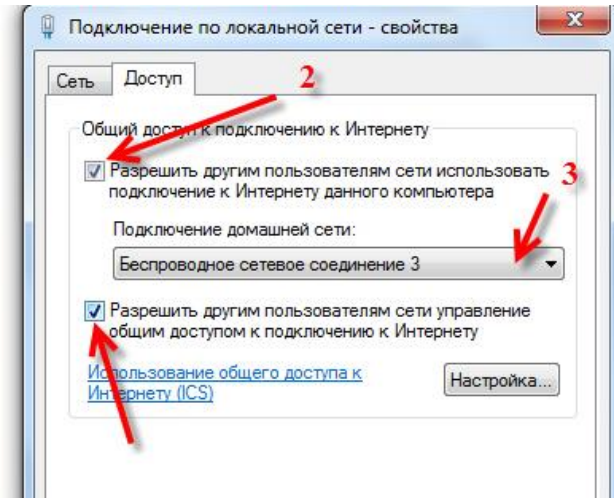 Подключение по локальной сети - свойства
Сеть Доступ
2
Общий доступ к подключению к Интернету
Разрешить другим пользователям сети использовать
подключение к Интернету данного компьютера
3
Подключение домашней сети:
Беспроводное сетевое соединение 3
Разрешить другим пользователям сети управление
общим доступом к подключению к Интернету
Использование общего доступа к
Интернету (ICS)
Настройка...